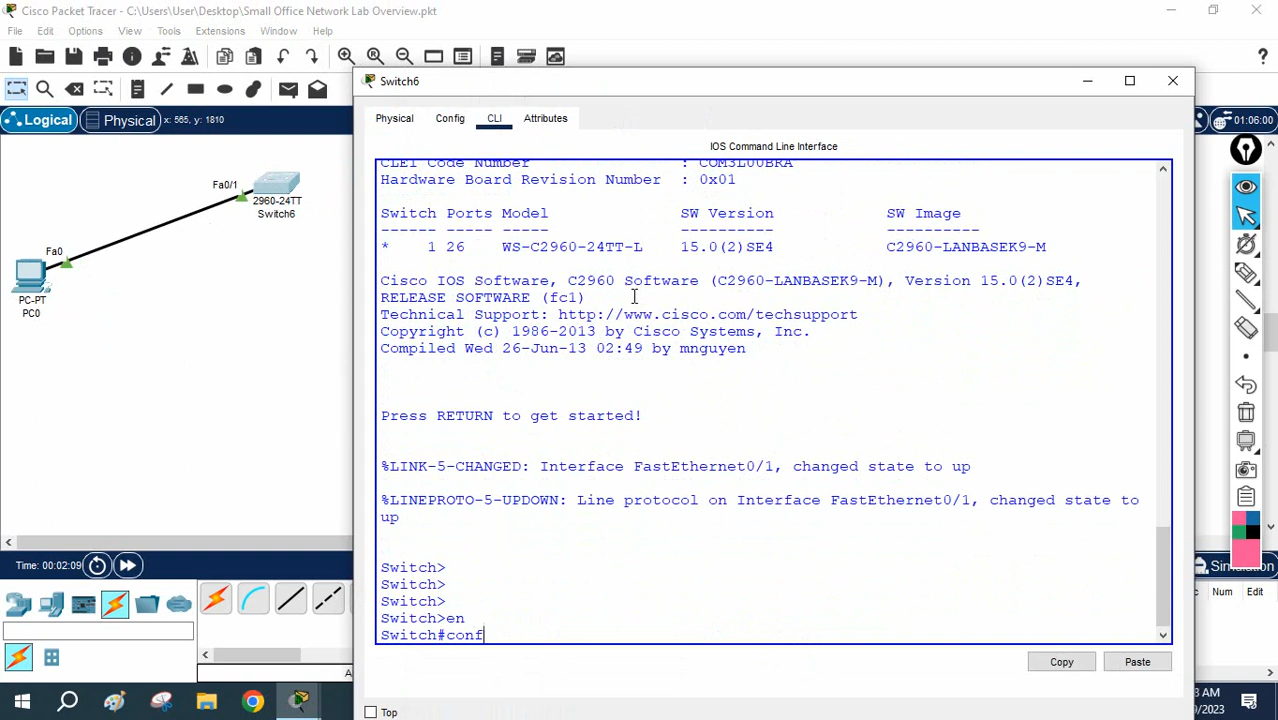 Cisco Packet Tracer - C:\Users\User\Desktop\Small Office Network Lab Overview.pkt
File Edit Options View Tools Extensions Window Help
Switch6
Logical Physical x: 565, y: 1810
01:06:00
Physical Config CLI Attributes
IOS Command Line Interface
CLEI Code Number : COM3L00BRA
Hardware Board Revision Number : 0x01
Switch Ports Model SW Version SW Image
------ ----- ----- ---------- ----------
* 1 26 WS-C2960-24TT-L 15.0(2)SE4 C2960-LANBASEK9-M
Cisco IOS Software, C2960 Software (C2960-LANBASEK9-M), Version 15.0(2)SE4,
RELEASE SOFTWARE (fc1)
Technical Support: http://www.cisco.com/techsupport
Copyright (c) 1986-2013 by Cisco Systems, Inc.
Compiled Wed 26-Jun-13 02:49 by mnguyen
Press RETURN to get started!
%LINK-5-CHANGED: Interface FastEthernet0/1, changed state to up
%LINEPROTO-5-UPDOWN: Line protocol on Interface FastEthernet0/1, changed state to
up
Switch>
Switch>
Switch>
Switch>en
Switch#conf
Copy Paste
Top
Fa0/1
2960-24TT
Switch6
Fa0
PC-PT
PC0
Time: 00:02:09
Simulation
Num Edit